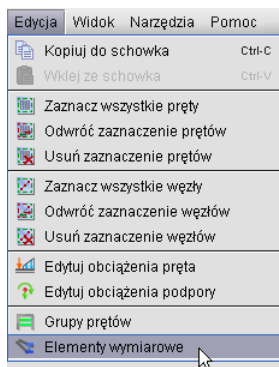 Edycja Widok Narzędzia Pomoc
Kopiuj do schowka Ctrl-C
Wklej ze schowka Ctrl-V
Zaznacz wszystkie pręty
Odwróć zaznaczenie prętów
Usuń zaznaczenie prętów
Zaznacz wszystkie węzły
Odwróć zaznaczenie węzłów
Usuń zaznaczenie węzłów
Edytuj obciążenia pręta
Edytuj obciążenie podpory
Grupy prętów
Elementy wymiarowe